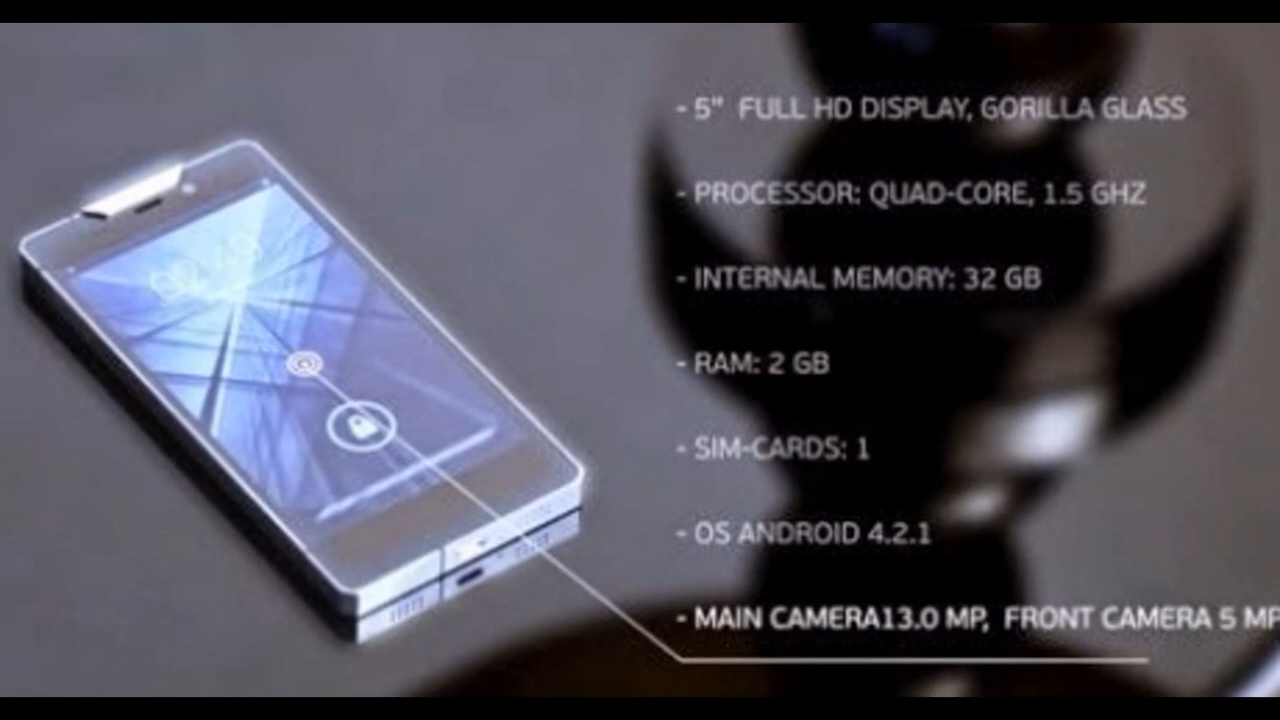 - 5" FULL HD DISPLAY, GORILLA GLASS
- PROCESSOR: QUAD-CORE, 1.5 GHZ
- INTERNAL MEMORY: 32 GB
- RAM: 2 GB
- SIM-CARDS: 1
- OS ANDROID 4.2.1
- MAIN CAMERA13.0 MP, FRONT CAMERA 5 MP